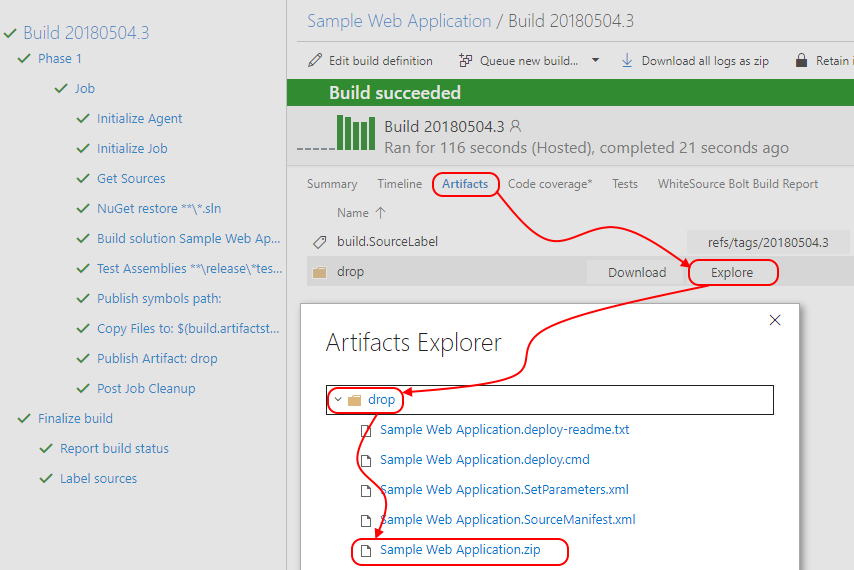 Build 20180504.3
Phase 1
Job
Initialize Agent
Initialize Job
Get Sources
NuGet restore **\*.sln
Build solution Sample Web Ap...
Test Assemblies **\release\*tes...
Publish symbols path:
Copy Files to: $(build.artifactst...
Publish Artifact: drop
Post Job Cleanup
Finalize build
Report build status
Label sources
Sample Web Application / Build 20180504.3
Edit build definition Queue new build... Download all logs as zip Retain i
Build succeeded
Build 20180504.3
Ran for 116 seconds (Hosted), completed 21 seconds ago
Summary Timeline Artifacts Code coverage* Tests WhiteSource Bolt Build Report
Name
build.SourceLabel refs/tags/20180504.3
drop Download Explore
Artifacts Explorer
drop
Sample Web Application.deploy-readme.txt
Sample Web Application.deploy.cmd
Sample Web Application.SetParameters.xml
Sample Web Application.SourceManifest.xml
Sample Web Application.zip